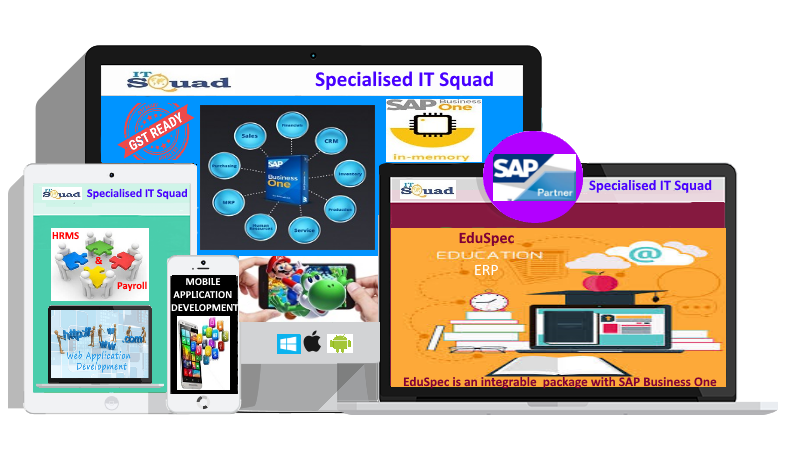 IT
SQuad
Specialised IT Squad
GST READY
SAP Business
One
in-memory
Financials
Sales
CRM
Purchasing
Inventory
MRP
Production
Human
Resources
Service
SAP
Business
One
IT
SQuad
Specialised IT Squad
HRMS
&
Payroll
http://
www
.com
Web Application
Development
MOBILE
APPLICATION
DEVELOPMENT
SAP
Partner
IT
SQuad
Specialised IT Squad
EduSpec
EDUCATION
ERP
@
EduSpec is an integrable package with SAP Business One